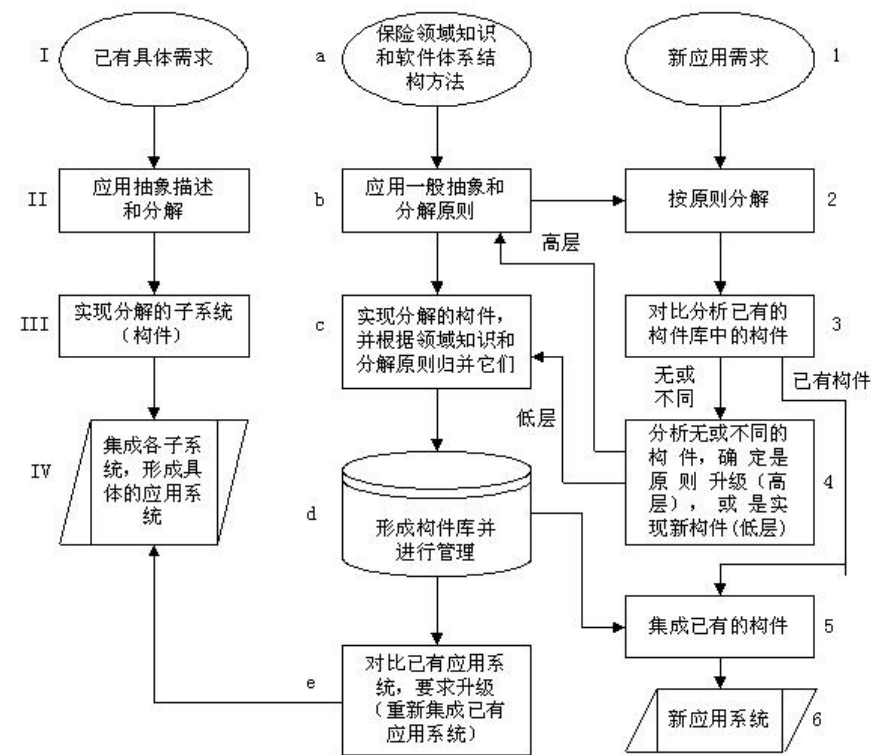 I
已有具体需求
a
保险领域知识
和软件体系结
构方法
新应用需求
1
II
应用抽象描述
和分解
b
应用一般抽象和
分解原则
按原则分解
2
高层
III
实现分解的子系统
(构件)
c
实现分解的构件,
并根据领域知识和
分解原则归并它们
对比分析已有的
构件库中的构件
3
无或
不同
已有构件
低层
IV
集成各子系
统,形成具
体的应用系
统
d
形成构件库并
进行管理
分析无或不同的
构 件,确 定是
原 则 升级(高
层), 或 是实
现新构件(低层)
4
集成已有的构件
5
e
对比已有应用系
统,要求升级
(重新集成已有
应用系统)
新应用系统
6